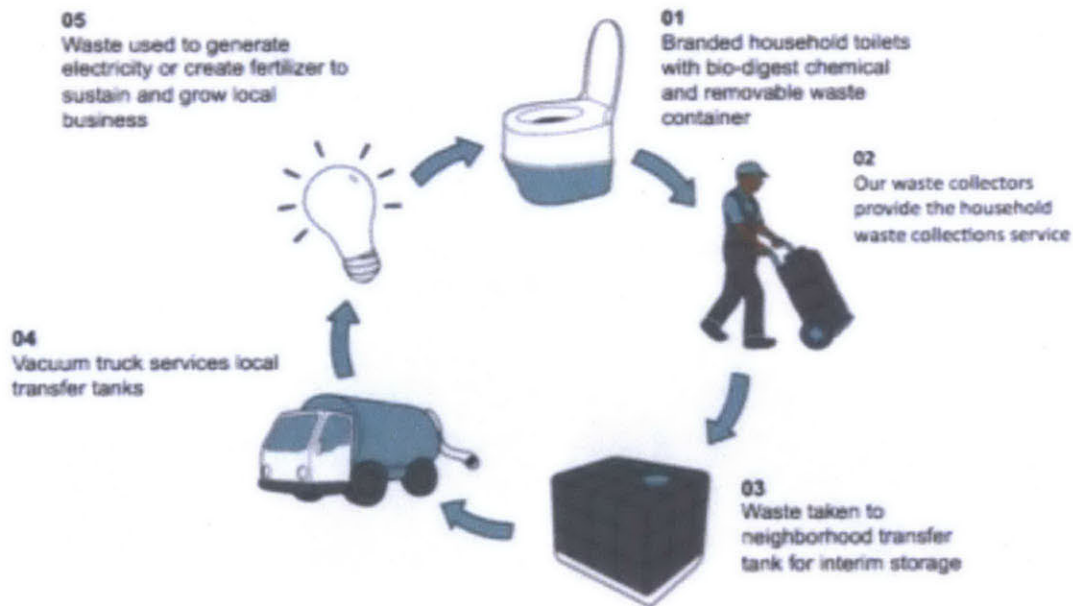 01
Branded household toilets
with bio-digest chemical
and removable waste
container
02
Our waste collectors
provide the household
waste collections service
03
Waste taken to
neighborhood transfer
tank for interim storage
04
Vacuum truck services local
transfer tanks
05
Waste used to generate
electricity or create fertilizer to
sustain and grow local
business